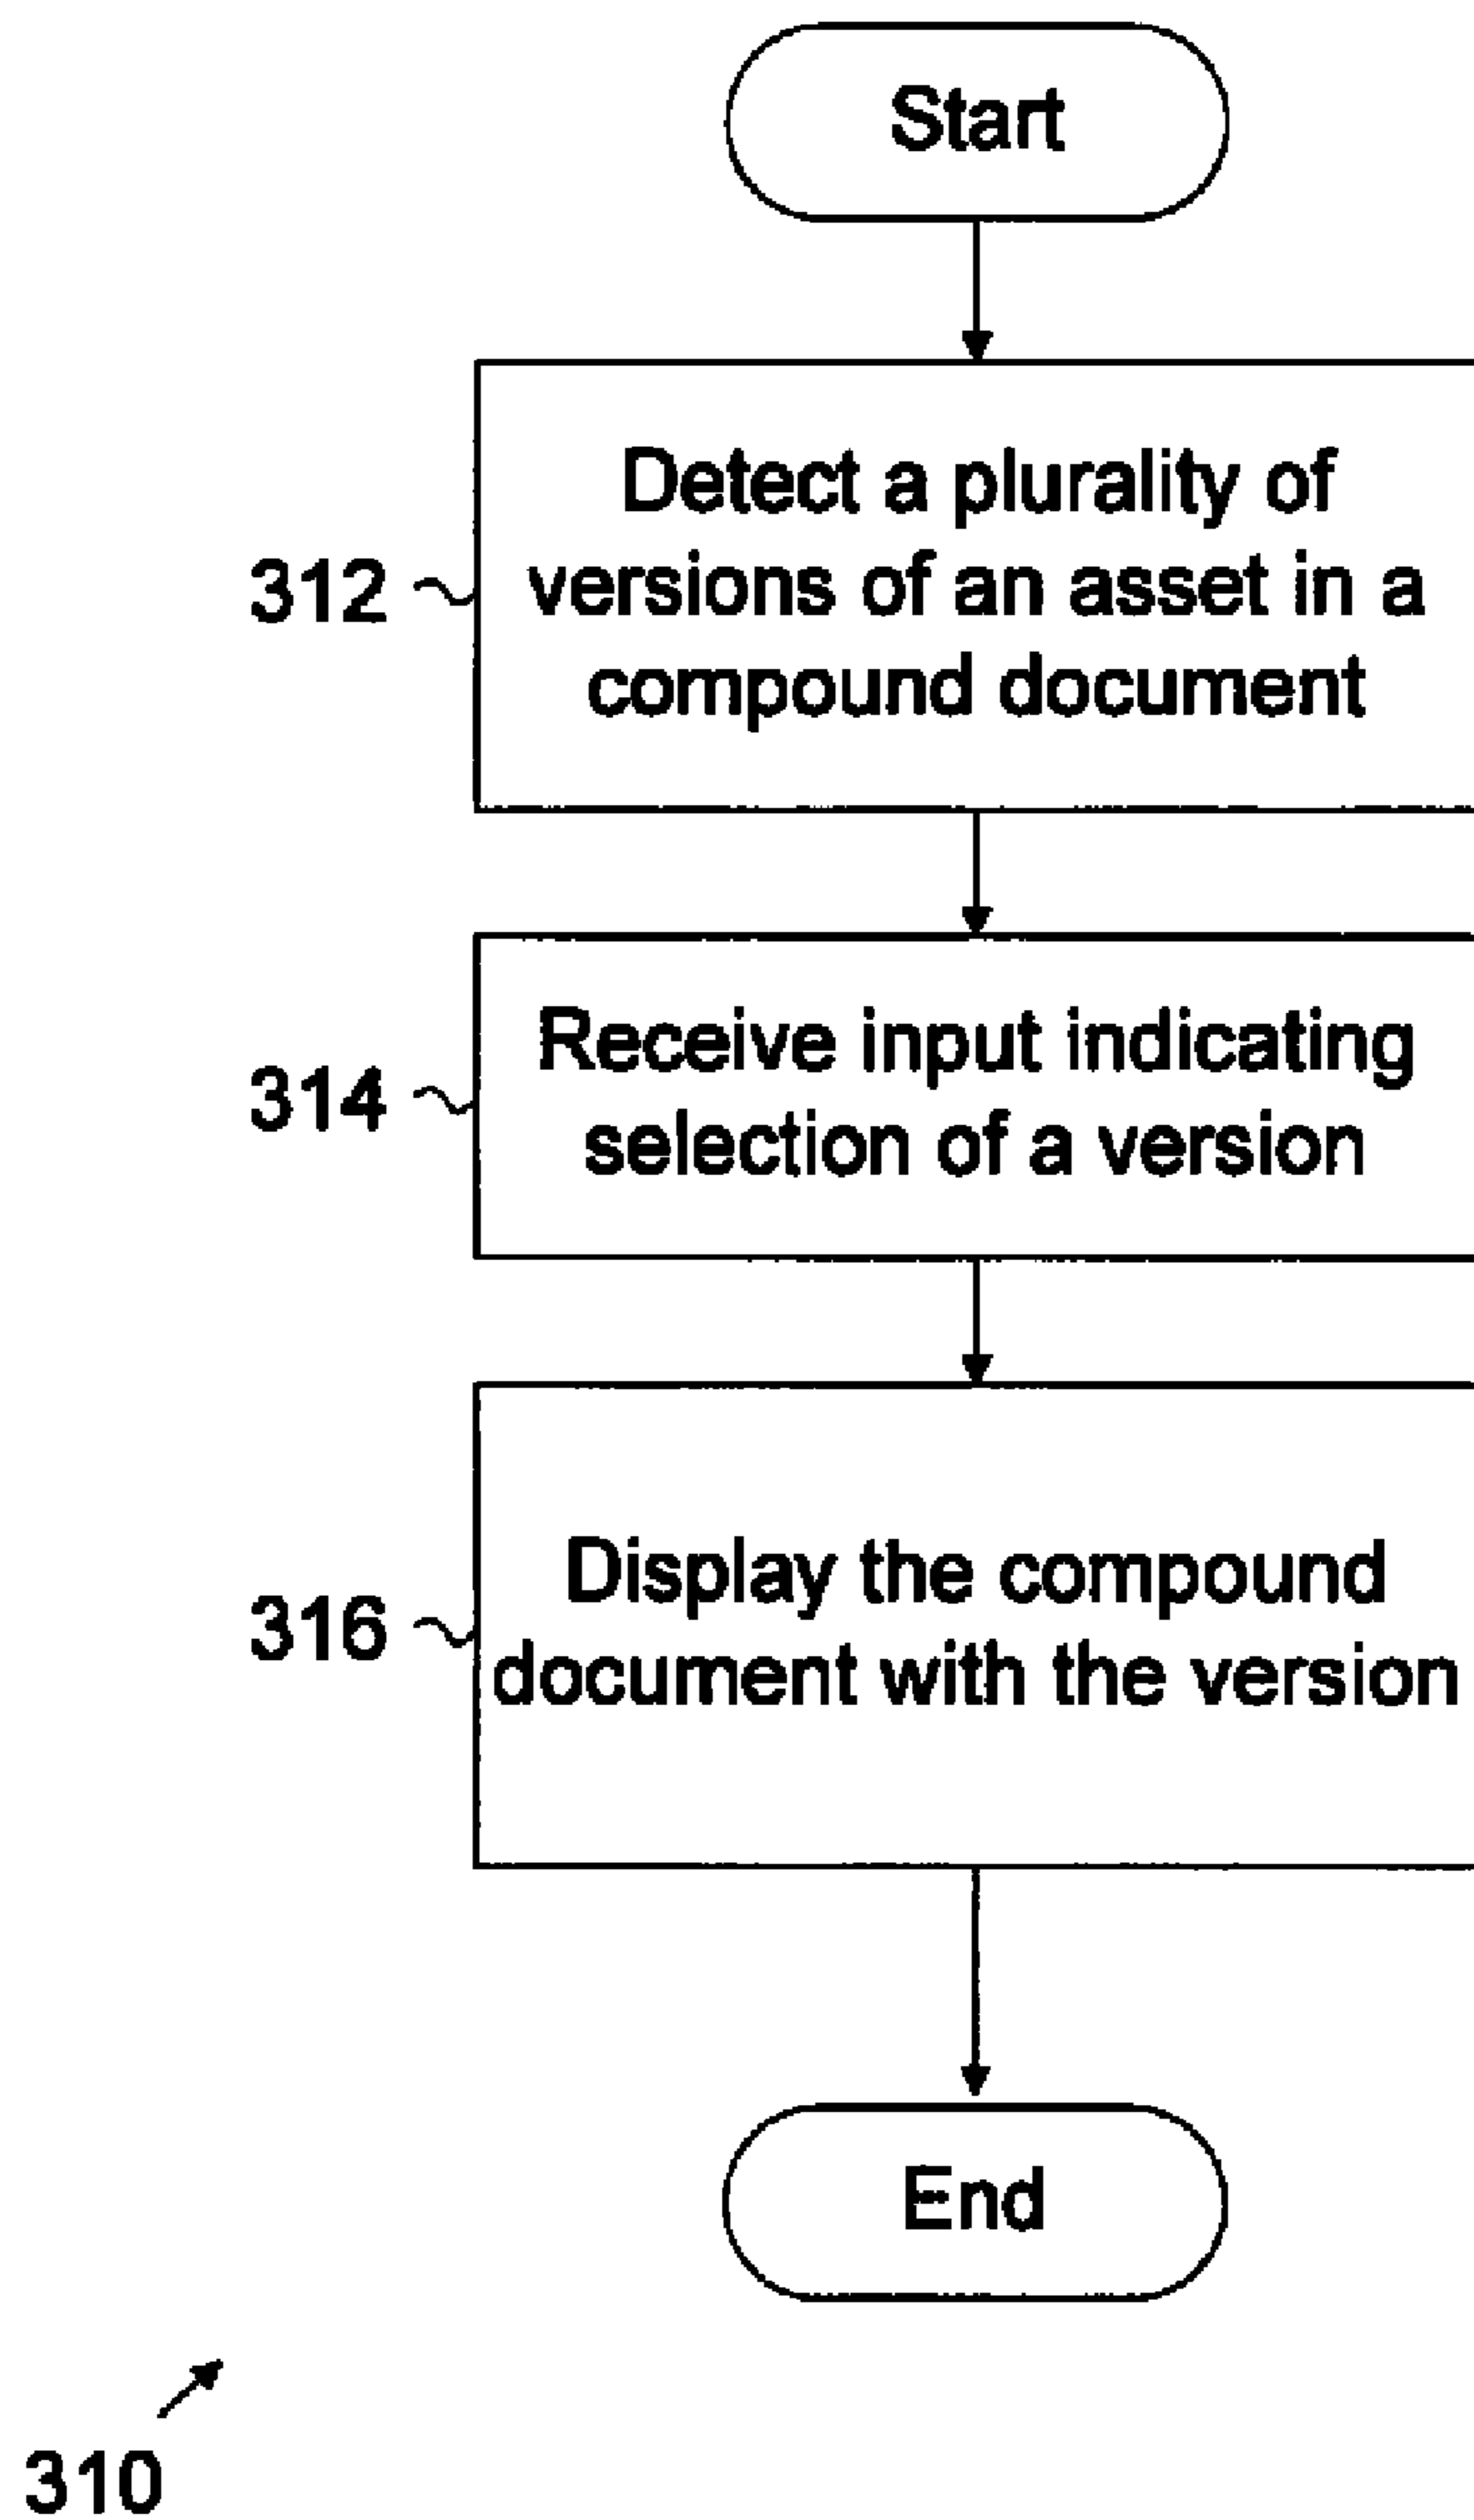 Start
Detect a plurality of
versions of an asset in a
compound document
312
Receive input indicating
selection of a version
314
Display the compound
document with the version
316
End
310